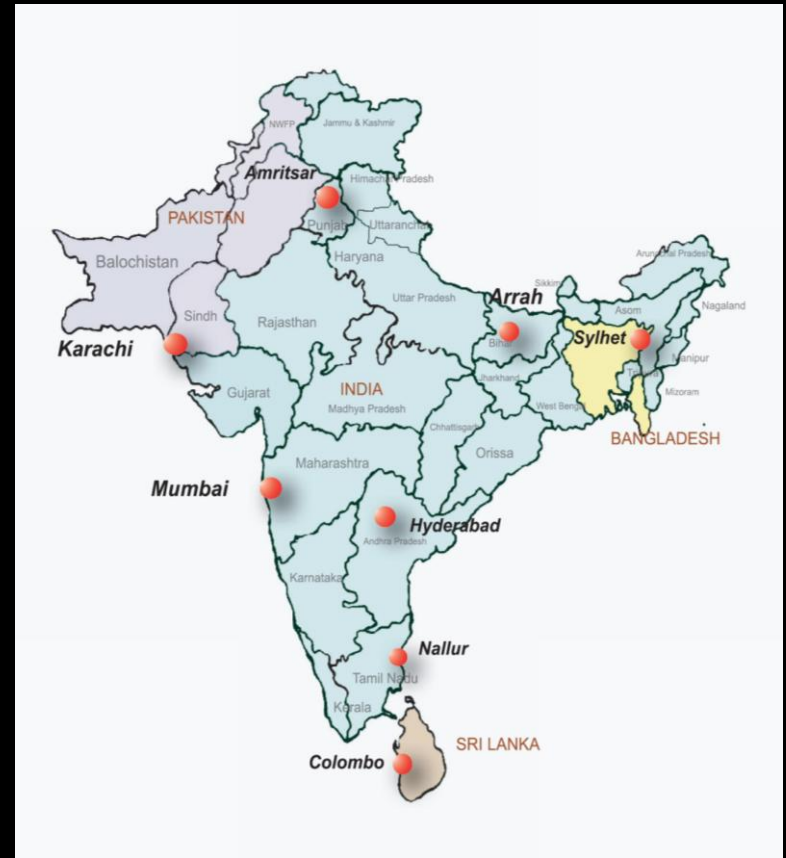 NWFP
Jammu & Kashmir
Amritsar
Himachal Pradesh
PAKISTAN
Punjab
Uttaranchal
Balochistan
Haryana
Arunachal Pradesh
Sikkim
Uttar Pradesh
Arrah
Nagaland
Asom
Sindh
Rajasthan
Sylhet
Karachi
Bihar
Manipur
Tripura
Jharkhand
Gujarat
INDIA
Mizoram
Madhya Pradesh
West Bengal
Chhattisgarh
BANGLADESH
Orissa
Maharashtra
Mumbai
Hyderabad
Andhra Pradesh
Karnataka
Nallur
Tamil Nadu
Kerala
SRI LANKA
Colombo